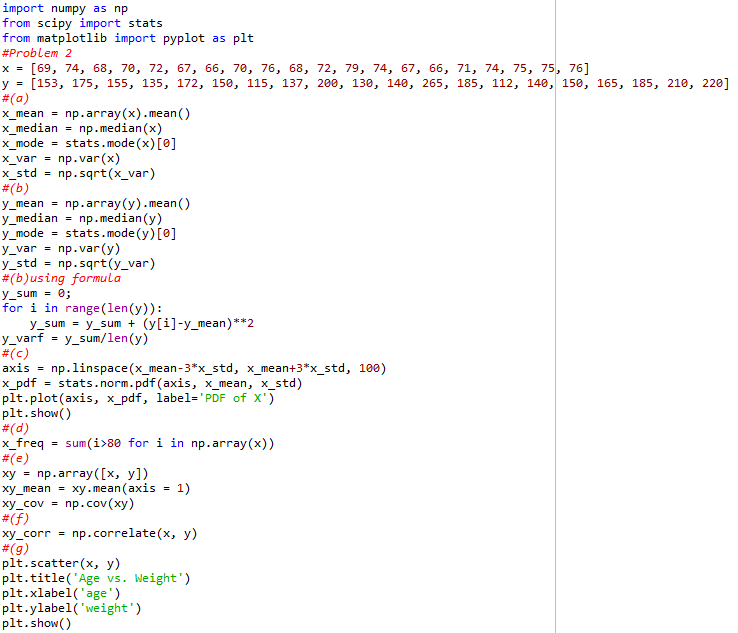 import numpy as np
from scipy import stats
from matplotlib import pyplot as plt
#Problem 2
x = [69, 74, 68, 70, 72, 67, 66, 70, 76, 68, 72, 79, 74, 67, 66, 71, 74, 75, 75, 76]
y = [153, 175, 155, 135, 172, 150, 115, 137, 200, 130, 140, 265, 185, 112, 140, 150, 165, 185, 210, 220]
#(a)
x_mean = np.array(x).mean()
x_median = np.median(x)
x_mode = stats.mode(x)[0]
x_var = np.var(x)
x_std = np.sqrt(x_var)
#(b)
y_mean = np.array(y).mean()
y_median = np.median(y)
y_mode = stats.mode(y)[0]
y_var = np.var(y)
y_std = np.sqrt(y_var)
#(b)using formula
y_sum = 0;
for i in range(len(y)):
    y_sum = y_sum + (y[i]-y_mean)**2
y_varf = y_sum/len(y)
#(c)
axis = np.linspace(x_mean-3*x_std, x_mean+3*x_std, 100)
x_pdf = stats.norm.pdf(axis, x_mean, x_std)
plt.plot(axis, x_pdf, label='PDF of X')
plt.show()
#(d)
x_freq = sum(i>80 for i in np.array(x))
#(e)
xy = np.array([x, y])
xy_mean = xy.mean(axis = 1)
xy_cov = np.cov(xy)
#(f)
xy_corr = np.correlate(x, y)
#(g)
plt.scatter(x, y)
plt.title('Age vs. Weight')
plt.xlabel('age')
plt.ylabel('weight')
plt.show()